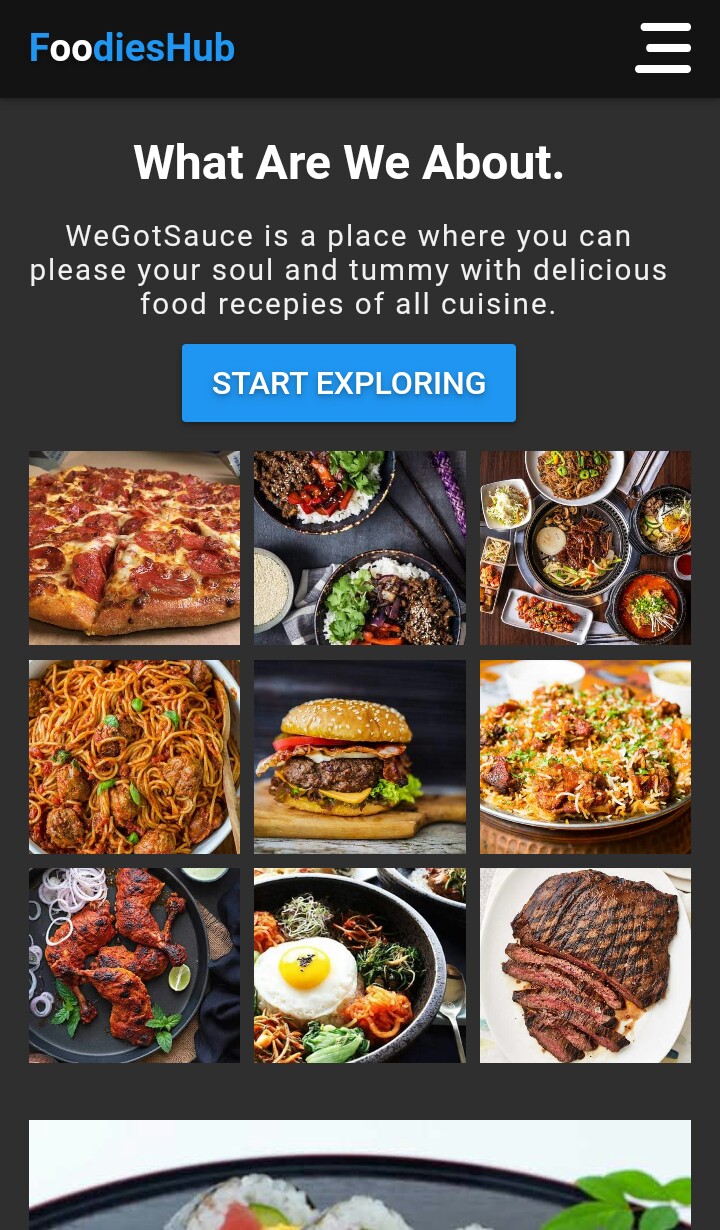 FoodiesHub
What Are We About.
WeGotSauce is a place where you can
please your soul and tummy with delicious
food recepies of all cuisine.
START EXPLORING